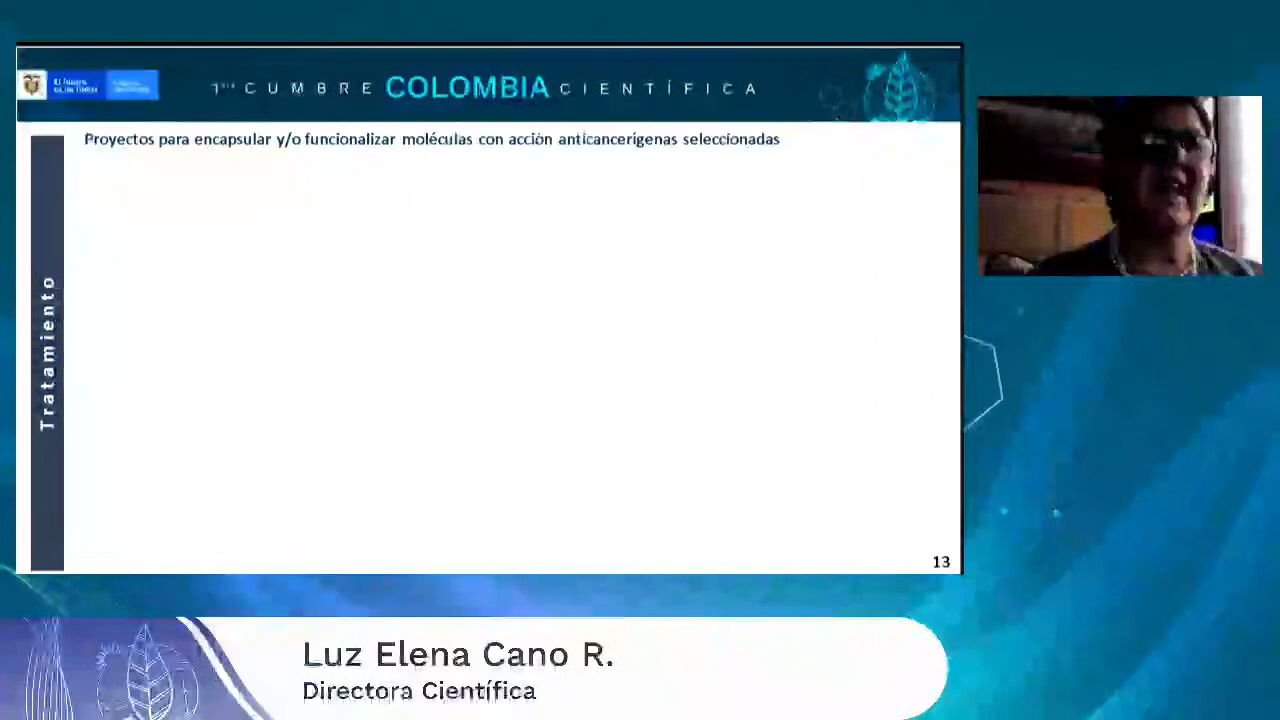 CUMBRE COLOMBIA CIENTÍFICA
Proyectos para encapsular y/o funcionalizar moléculas con acción anticancerígenas seleccionadas
Tratamiento
13
Luz Elena Cano R.
Directora Científica